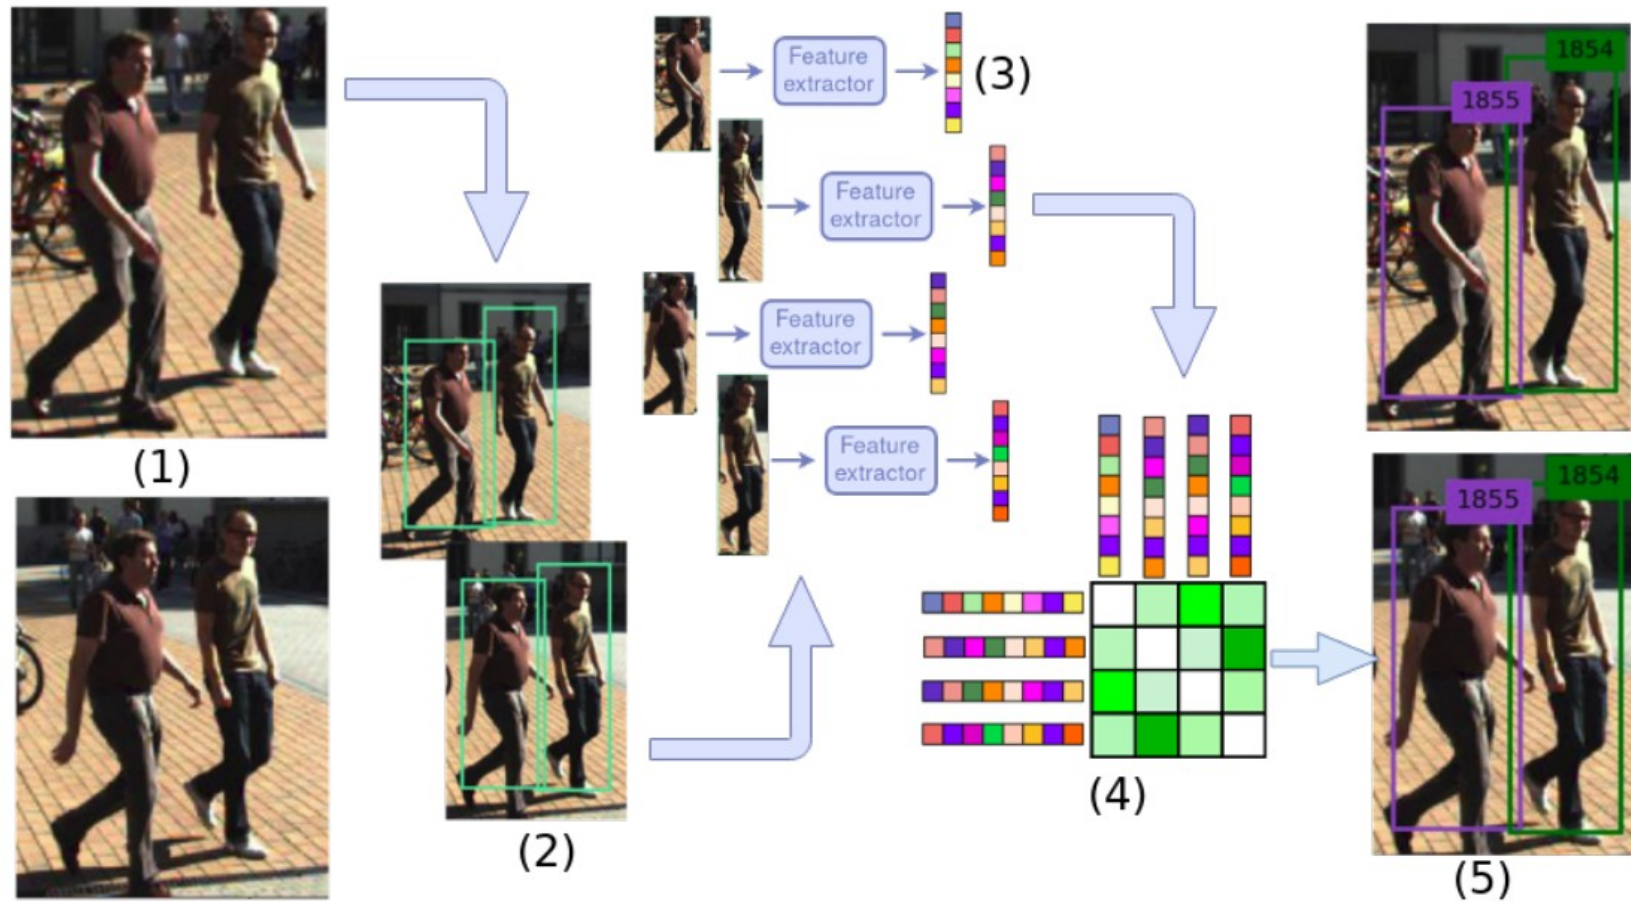 Feature
extractor
(3)
Feature
extractor
Feature
extractor
Feature
extractor
(1)
(2)
(4)
1854
1855
1854
1855
(5)